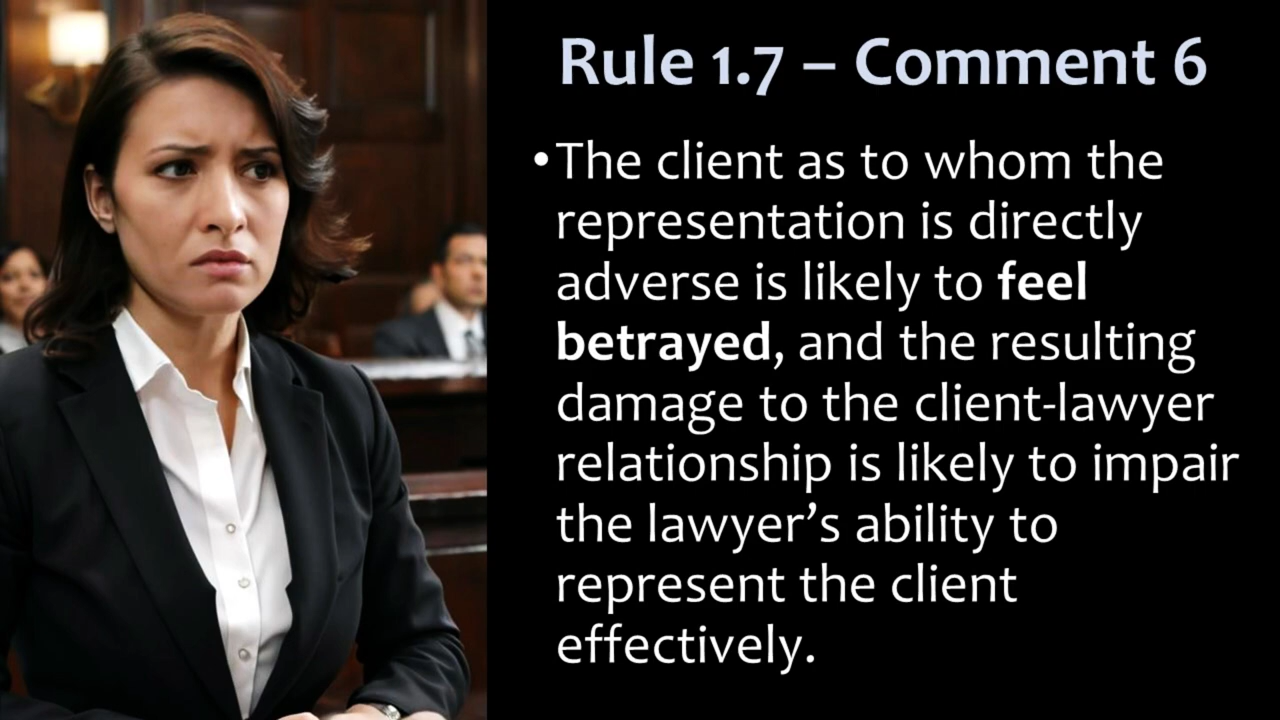 Rule 1.7 – Comment 6
•The client as to whom the
representation is directly
adverse is likely to feel
betrayed, and the resulting
damage to the client-lawyer
relationship is likely to impair
the lawyer’s ability to
represent the client
effectively.